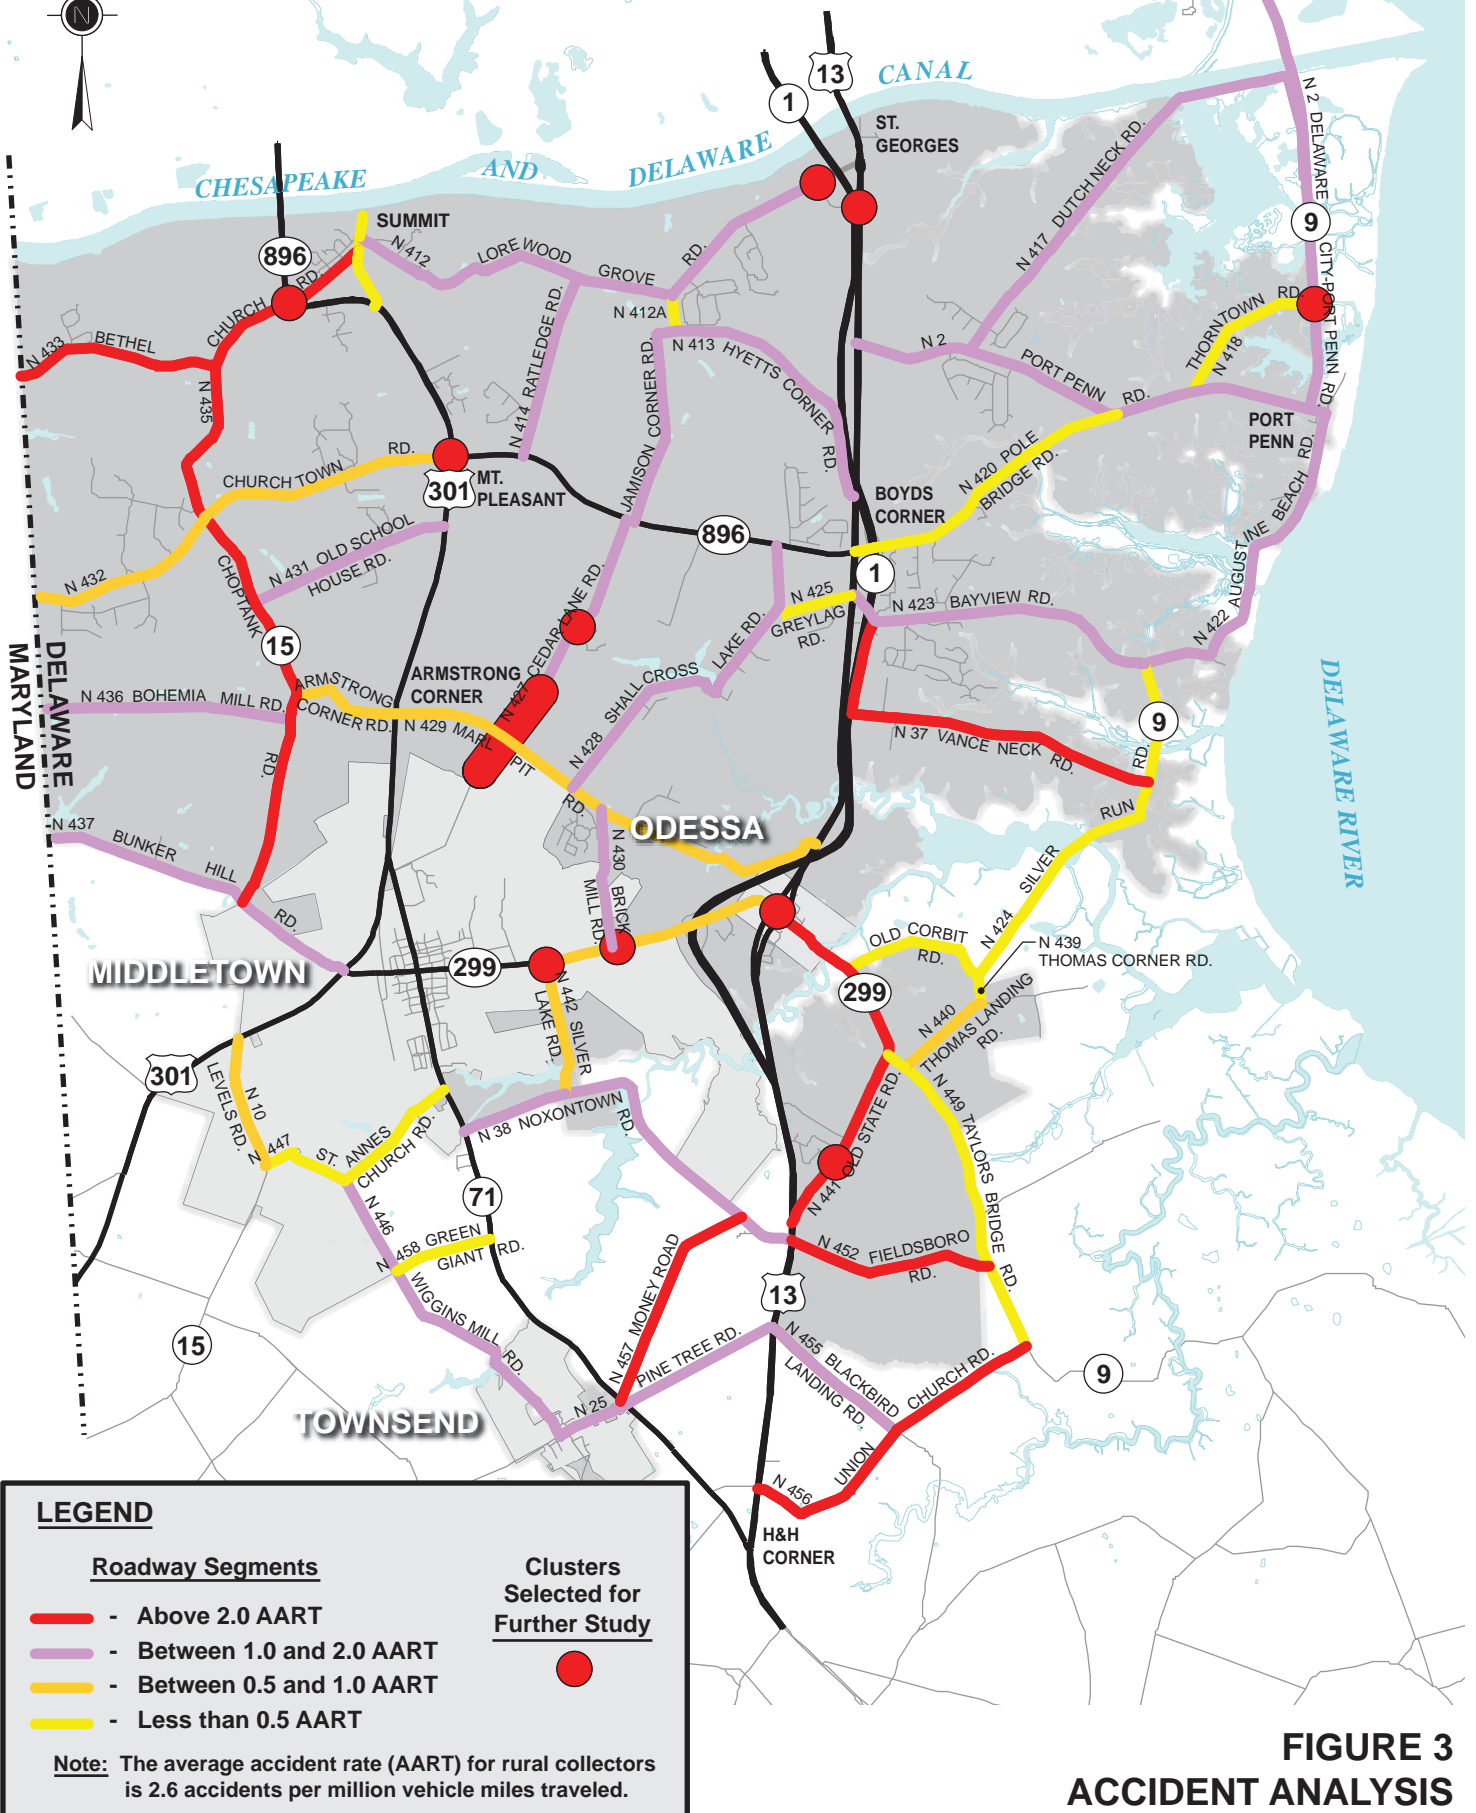 N
13
1
CANAL
ST.
GEORGES
CHESAPEAKE
AND
DELAWARE
N 2 DELAWARE
CITY-PORT PENN RD.
9
N 417 DUTCH NECK RD.
SUMMIT
896
N 412
LOREWOOD
GROVE
RD.
CHURCH
RD.
N 412A
N 433
BETHEL
N 435
N 414 RATLEDGE RD.
N 413
HYETTS CORNER
RD.
JAMISON CORNER RD.
N 2
PORT PENN
RD.
THORNTOWN
RD.
N 418
PORT
PENN
CHURCH TOWN
RD.
301
MT.
PLEASANT
BOYDS
CORNER
N 420 POLE
BRIDGE RD.
896
1
N 431 OLD SCHOOL
HOUSE RD.
N 432
CHOPTANK
15
RD.
N 425
GREYLAG
RD.
N 423 BAYVIEW RD.
N 422 AUGUSTINE BEACH RD.
DELAWARE
MARYLAND
N 436 BOHEMIA MILL RD.
ARMSTRONG
CORNER RD.
ARMSTRONG
CORNER
N 427 CEDAR LANE RD.
N 429 MARL
PIT
RD.
N 428
SHALLCROSS
LAKE RD.
N 37 VANCE NECK RD.
9
DELAWARE RIVER
N 437
BUNKER
HILL
RD.
ODESSA
N 430 BRICK
MILL RD.
N 424
SILVER
RUN
RD.
MIDDLETOWN
299
OLD CORBIT
RD.
N 439
THOMAS CORNER RD.
299
N 440
THOMAS LANDING
RD.
N 442 SILVER
LAKE RD.
301
N 10
LEVELS RD.
N 447
ST. ANNES
CHURCH RD.
N 38 NOXONTOWN
RD.
N 441 OLD STATE RD.
N 449 TAYLORS BRIDGE RD.
N 446
71
N 458 GREEN
GIANT RD.
WIGGINS MILL
RD.
N 452 FIELDSBORO
RD.
13
N 457 MONEY ROAD
15
N 25
PINE TREE RD.
N 455 BLACKBIRD
LANDING RD.
9
TOWNSEND
N 456
UNION
CHURCH RD.
H&H
CORNER
LEGEND
Roadway Segments
- Above 2.0 AART
- Between 1.0 and 2.0 AART
- Between 0.5 and 1.0 AART
- Less than 0.5 AART
Clusters
Selected for
Further Study
Note: The average accident rate (AART) for rural collectors
is 2.6 accidents per million vehicle miles traveled.
FIGURE 3
ACCIDENT ANALYSIS